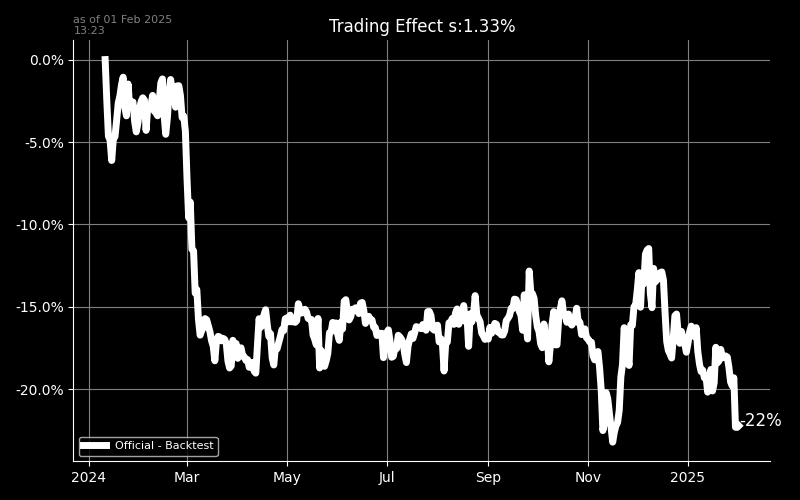 as of 01 Feb 2025
13:23
Trading Effect s:1.33%
0.0%
-5.0%
-10.0%
-15.0%
-20.0%
-22%
Official - Backtest
2024 Mar May Jul Sep Nov 2025